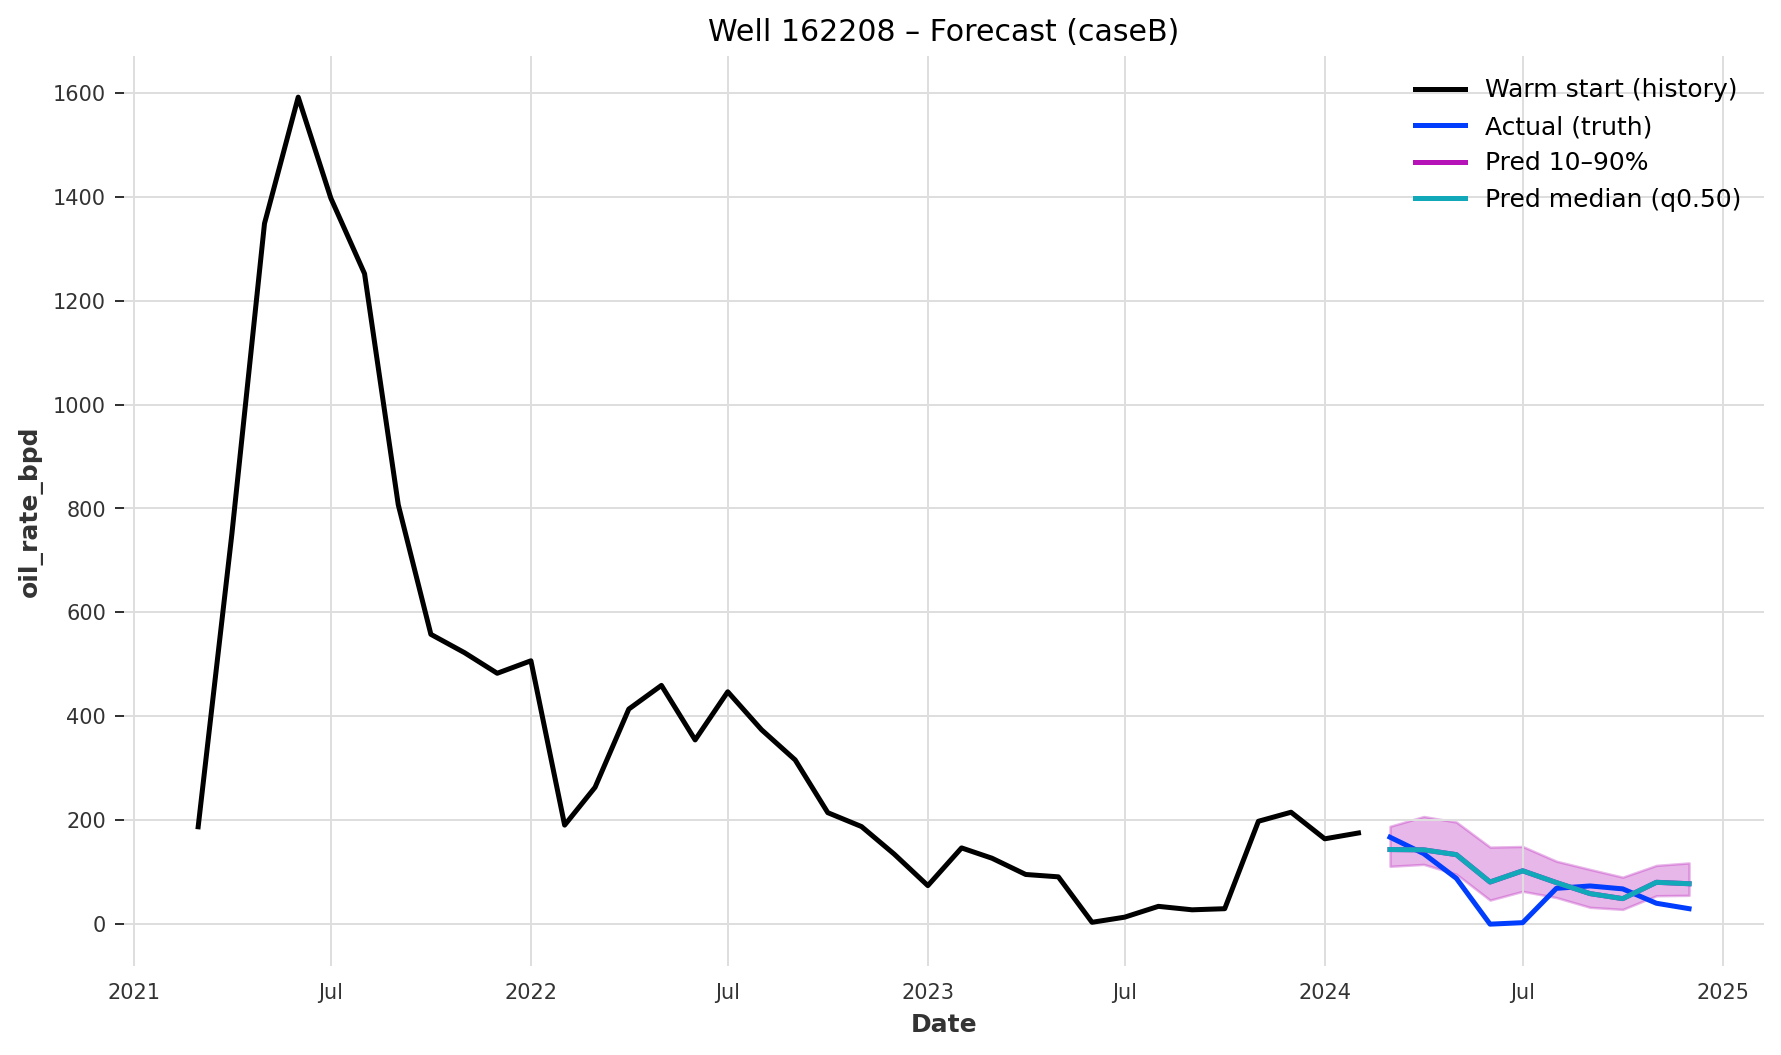 Well 162208 – Forecast (caseB)
Warm start (history)
Actual (truth)
Pred 10–90%
Pred median (q0.50)
oil_rate_bpd
1600
1400
1200
1000
800
600
400
200
0
2021
Jul
2022
Jul
2023
Jul
2024
Jul
2025
Date